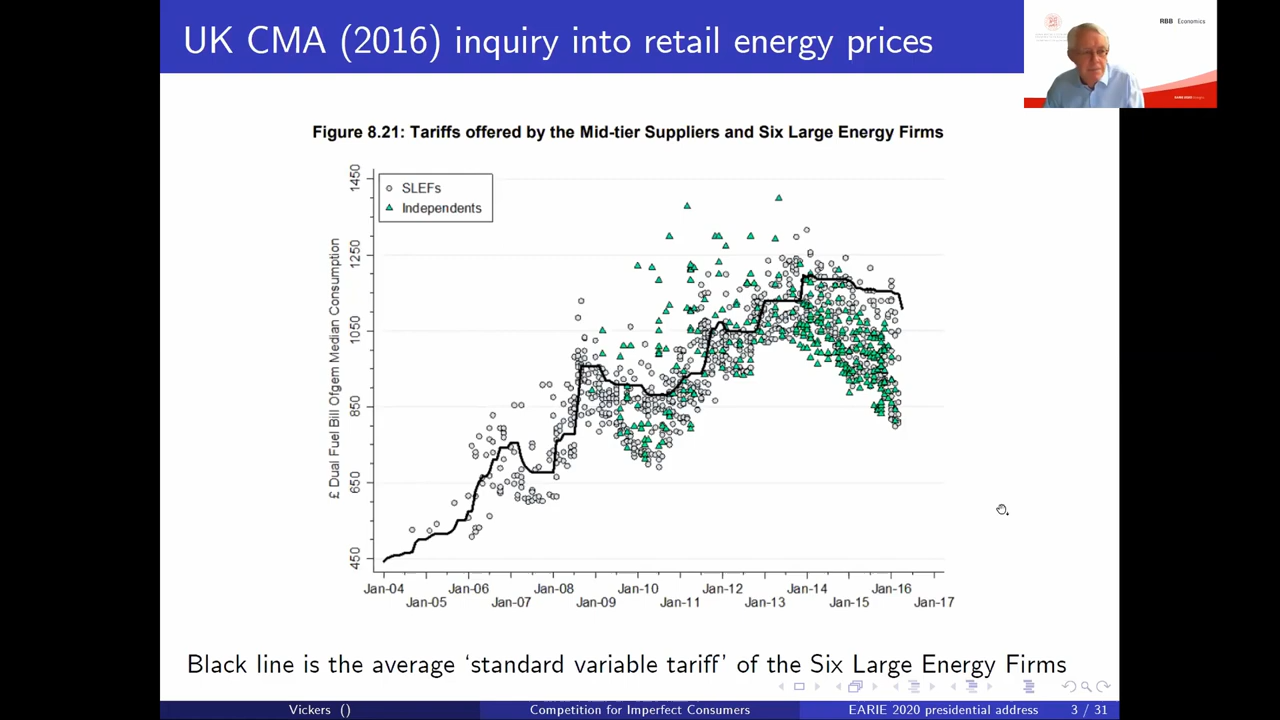 UK CMA (2016) inquiry into retail energy prices
RBB Economics
Figure 8.21: Tariffs offered by the Mid-tier Suppliers and Six Large Energy Firms
SLEFs
Independents
£ Dual Fuel Bill Ofgem Median Consumption
1450
1250
1050
850
650
450
Jan-04 Jan-06 Jan-08 Jan-10 Jan-12 Jan-14 Jan-16
Jan-05 Jan-07 Jan-09 Jan-11 Jan-13 Jan-15 Jan-17
Black line is the average ‘standard variable tariff’ of the Six Large Energy Firms
Vickers () Competition for Imperfect Consumers EARIE 2020 presidential address 3 / 31